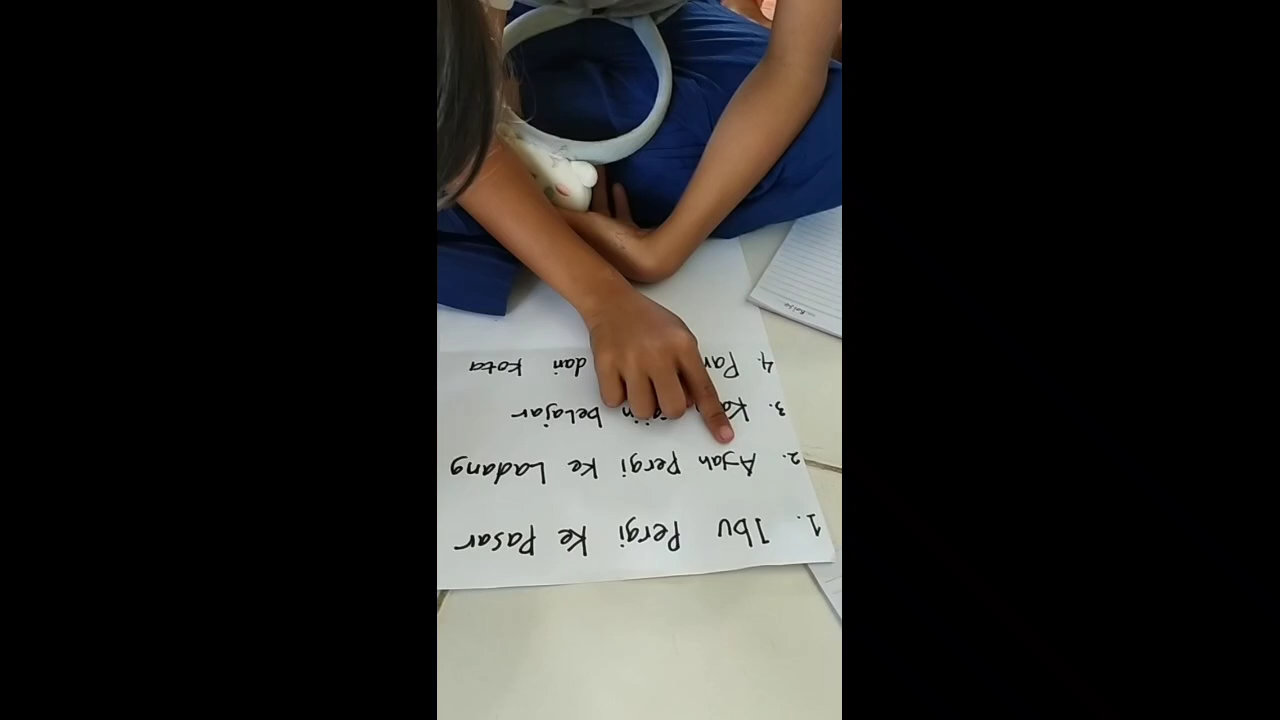 1. Ibu Pergi ke Pasar
2. Ayah Pergi ke Ladang
3. belajar
4. dari kota